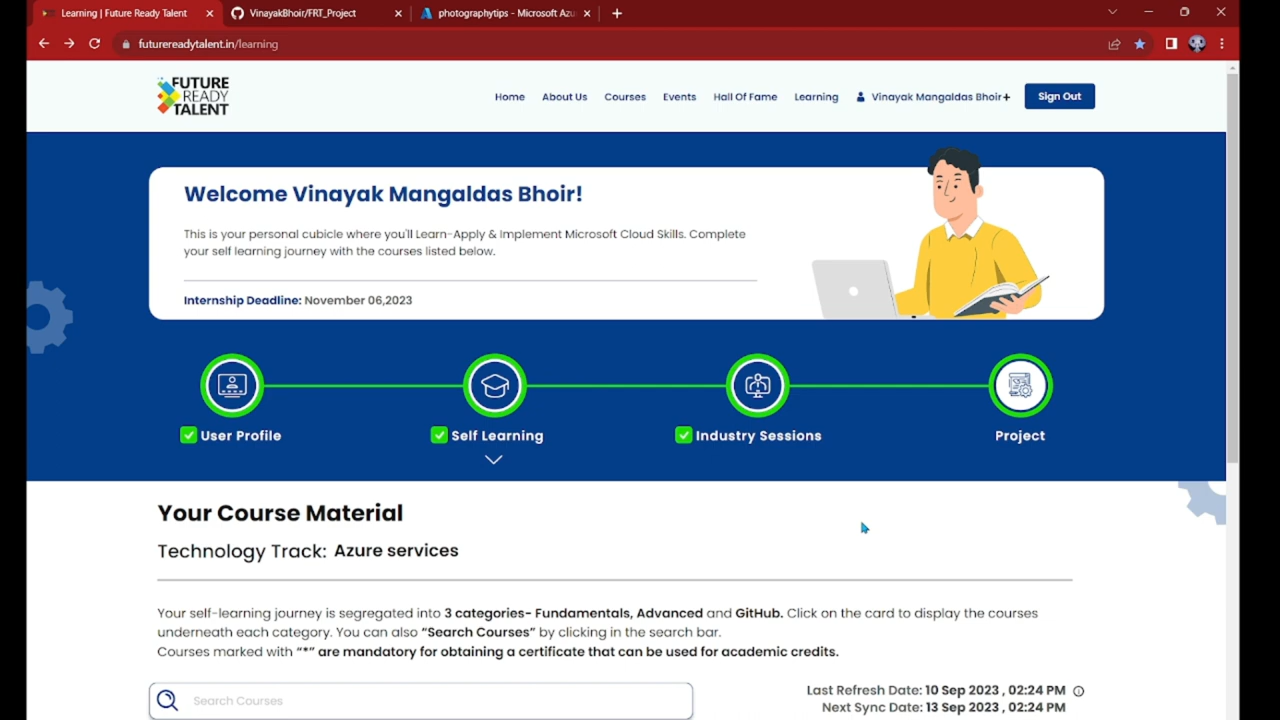 Learning | Future Ready Talent
VinayakBhoir/FRT_Project
photographytips - Microsoft Azu
futurereadytalent.in/learning
FUTURE
READY
TALENT
Home About Us Courses Events Hall Of Fame Learning Vinayak Mangaldas Bhoir+ Sign Out
Welcome Vinayak Mangaldas Bhoir!
This is your personal cubicle where you'll Learn-Apply & Implement Microsoft Cloud Skills. Complete
your self learning journey with the courses listed below.
Internship Deadline: November 06,2023
User Profile Self Learning Industry Sessions Project
Your Course Material
Technology Track: Azure services
Your self-learning journey is segregated into 3 categories- Fundamentals, Advanced and GitHub. Click on the card to display the courses
underneath each category. You can also “Search Courses” by clicking in the search bar.
Courses marked with “*” are mandatory for obtaining a certificate that can be used for academic credits.
Search Courses
Last Refresh Date: 10 Sep 2023 , 02:24 PM
Next Sync Date: 13 Sep 2023 , 02:24 PM